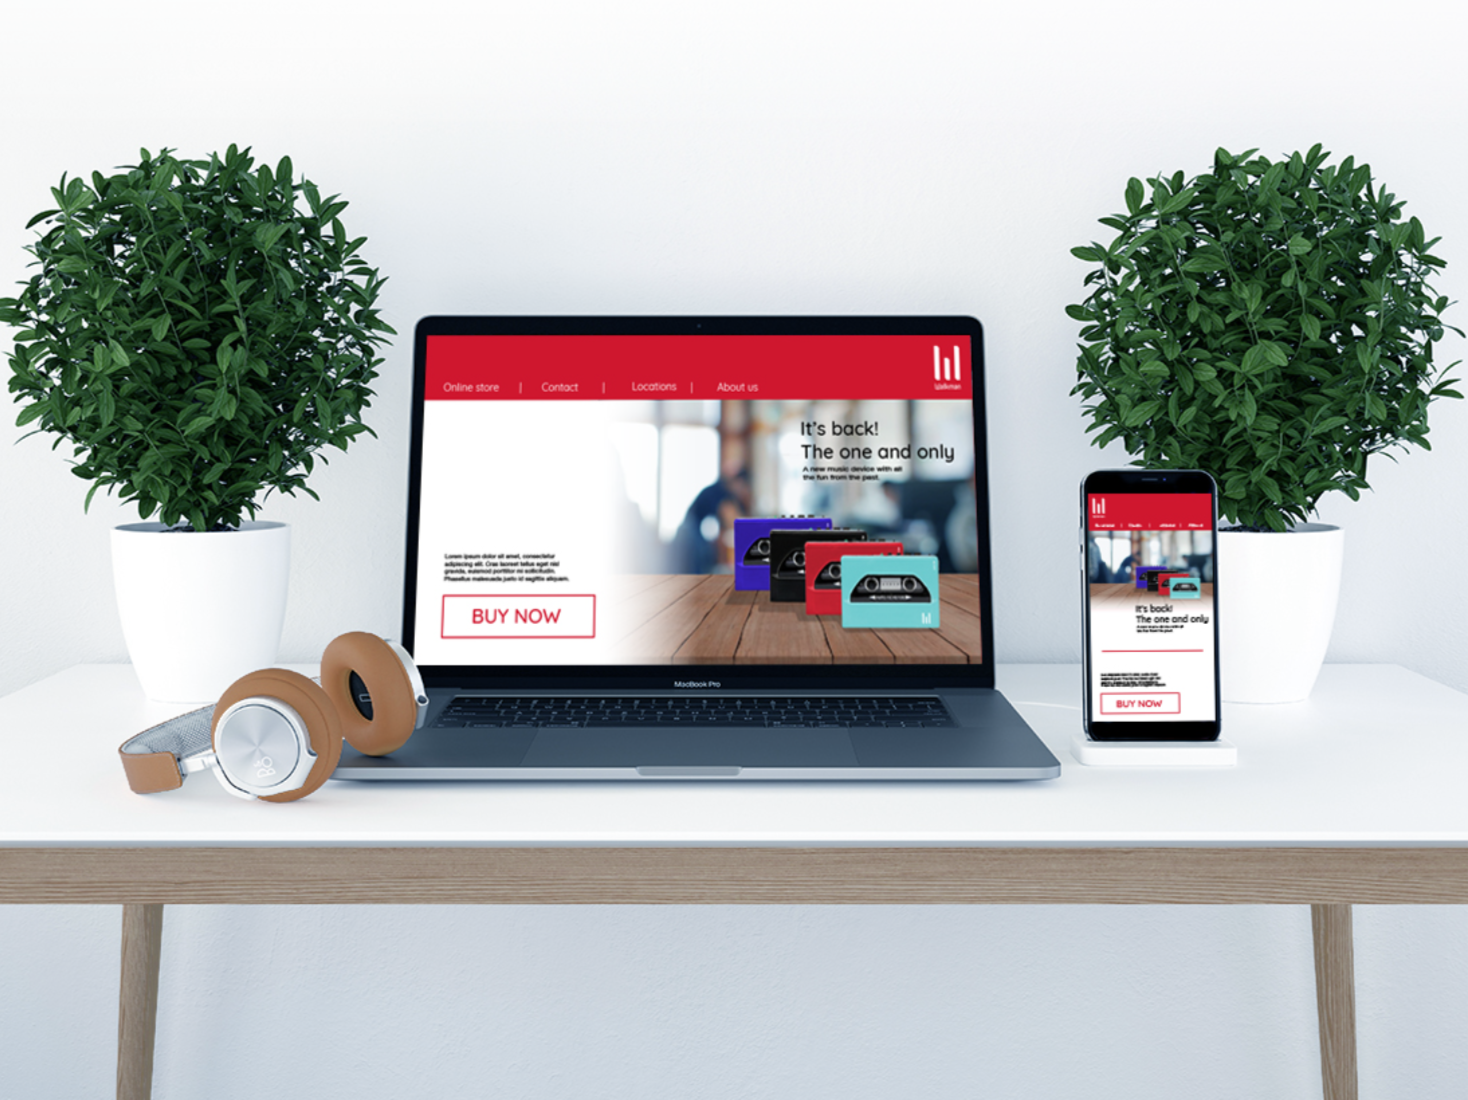 Online store | Contact | Locations | About us
Walkman
It's back!
The one and only
A new music device with all
the fun from the past.
Lorem ipsum dolor sit amet, consectetur
adipiscing elit. Cras laoreet tellus eget nisl
gravida, euismod porttitor mi sollicitudin.
Phasellus malesuada justo id sagittis aliquam.
BUY NOW
MacBook Pro
It's back!
The one and only
BUY NOW